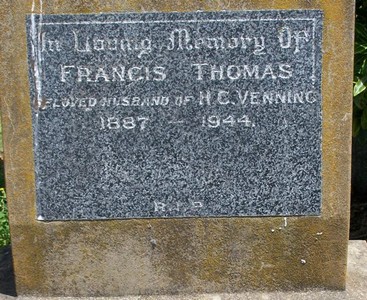 In Loving Memory Of
FRANCIS THOMAS
BELOVED HUSBAND OF H.C. VENNING
1887 — 1944.
R.I.P